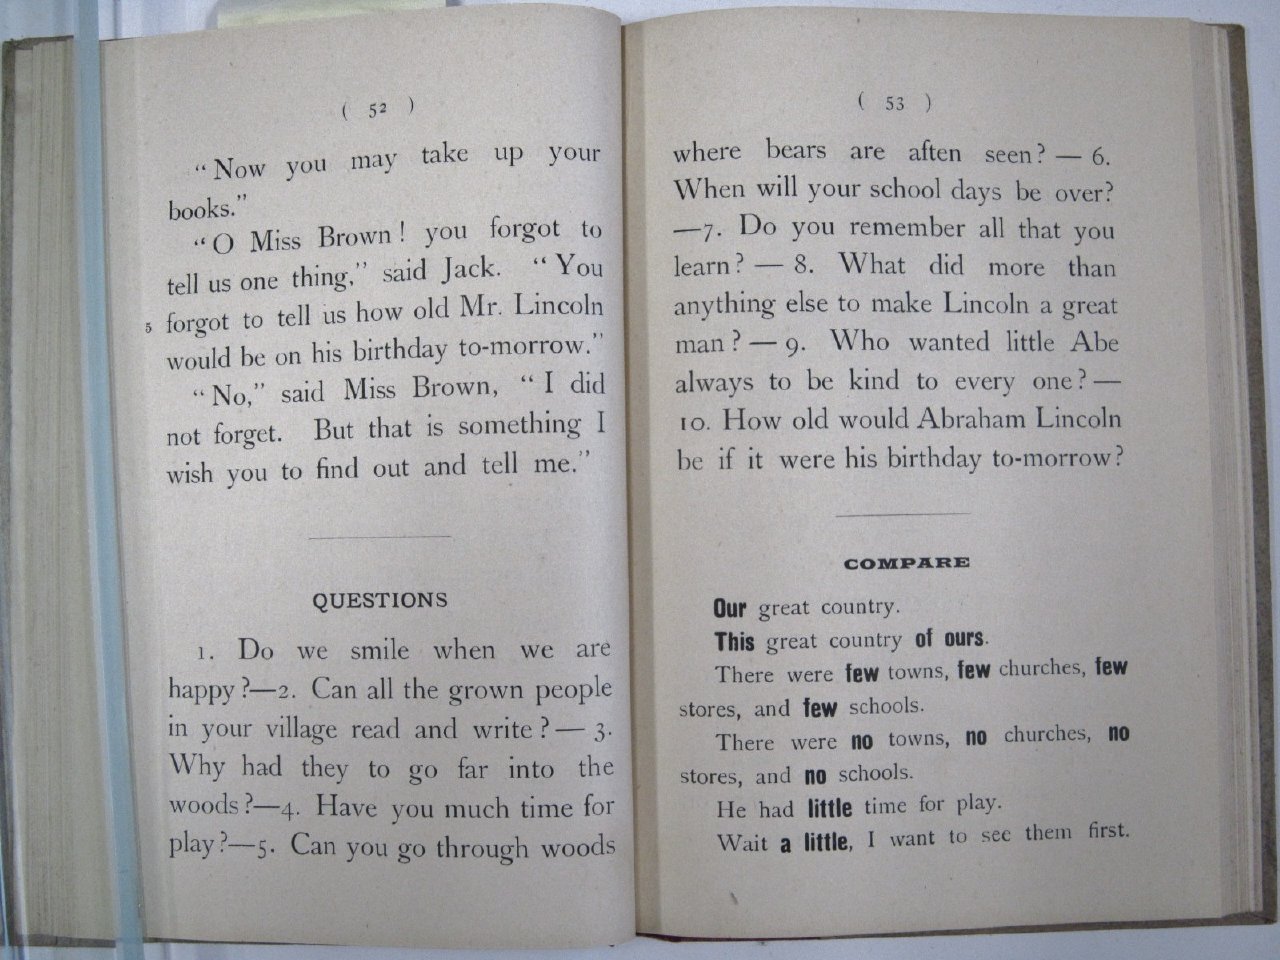 ( 52 )
“Now you may take up your
books.”
“O Miss Brown! you forgot to
tell us one thing,” said Jack. “You
5 forgot to tell us how old Mr. Lincoln
would be on his birthday to-morrow.”
“No,” said Miss Brown, “I did
not forget. But that is something I
wish you to find out and tell me.”
QUESTIONS
1. Do we smile when we are
happy?—2. Can all the grown people
in your village read and write?—3.
Why had they to go far into the
woods?—4. Have you much time for
play?—5. Can you go through woods
( 53 )
where bears are aften seen?—6.
When will your school days be over?
—7. Do you remember all that you
learn?—8. What did more than
anything else to make Lincoln a great
man?—9. Who wanted little Abe
always to be kind to every one?—
10. How old would Abraham Lincoln
be if it were his birthday to-morrow?
COMPARE
Our great country.
This great country of ours.
There were few towns, few churches, few
stores, and few schools.
There were no towns, no churches, no
stores, and no schools.
He had little time for play.
Wait a little, I want to see them first.